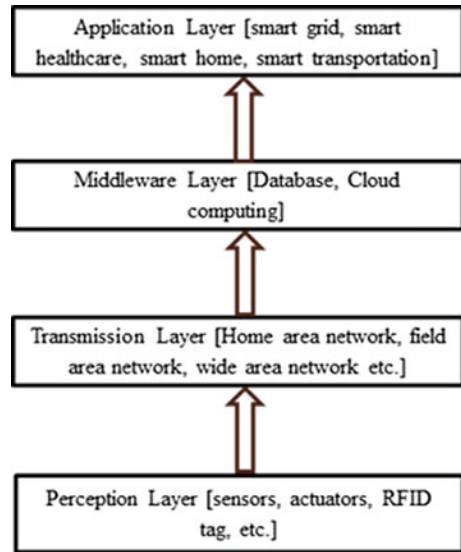 Application Layer [smart grid, smart
healthcare, smart home, smart transportation]
Middleware Layer [Database, Cloud
computing]
Transmission Layer [Home area network, field
area network, wide area network etc.]
Perception Layer [sensors, actuators, RFID
tag, etc.]